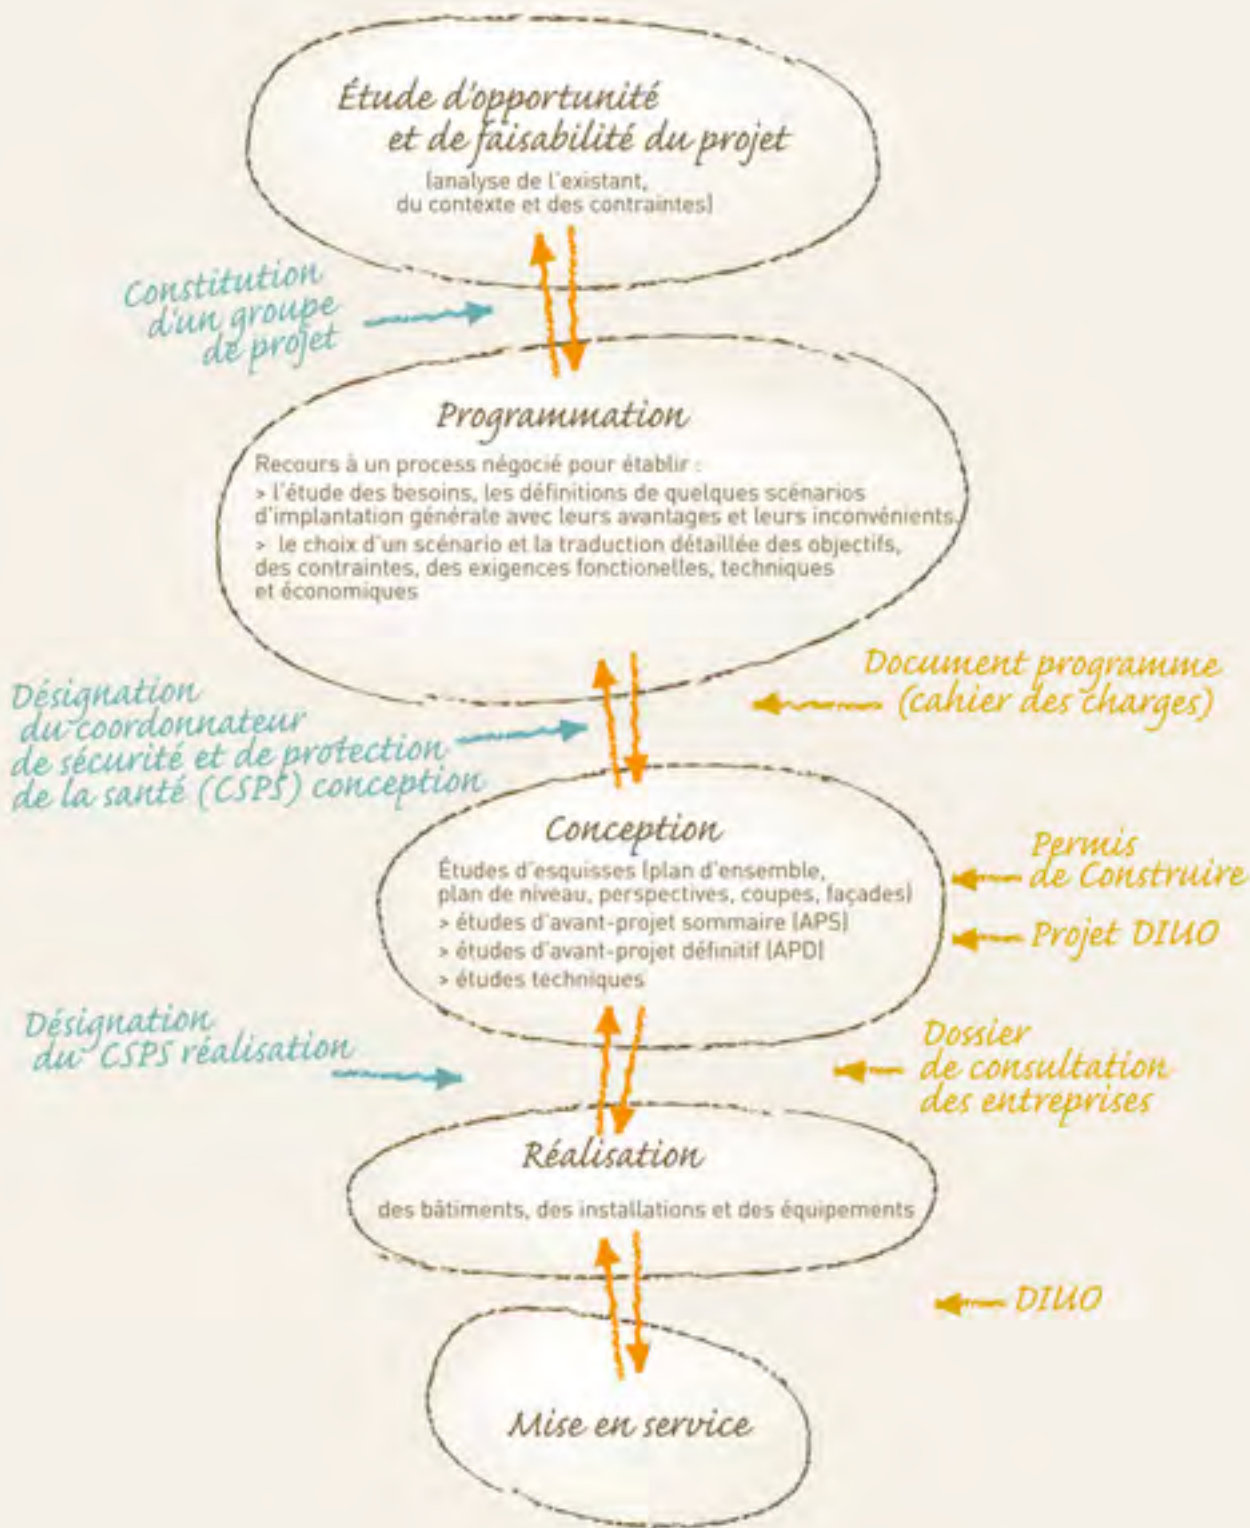 Étude d'opportunité
et de faisabilité du projet
(analyse de l'existant,
du contexte et des contraintes)
Constitution
d'un groupe
de projet
Programmation
Recours à un process négocié pour établir :
> l'étude des besoins, les définitions de quelques scénarios
d'implantation générale avec leurs avantages et leurs inconvénients.
> le choix d'un scénario et la traduction détaillée des objectifs,
des contraintes, des exigences fonctionelles, techniques
et économiques
Désignation
du coordonnateur
de sécurité et de protection
de la santé (CSPS) conception
Document programme
(cahier des charges)
Conception
Études d'esquisses (plan d'ensemble,
plan de niveau, perspectives, coupes, façades)
> études d'avant-projet sommaire (APS)
> études d'avant-projet définitif (APD)
> études techniques
Permis
de Construire
Projet DIUO
Désignation
du CSPS réalisation
Dossier
de consultation
des entreprises
Réalisation
des bâtiments, des installations et des équipements
DIUO
Mise en service